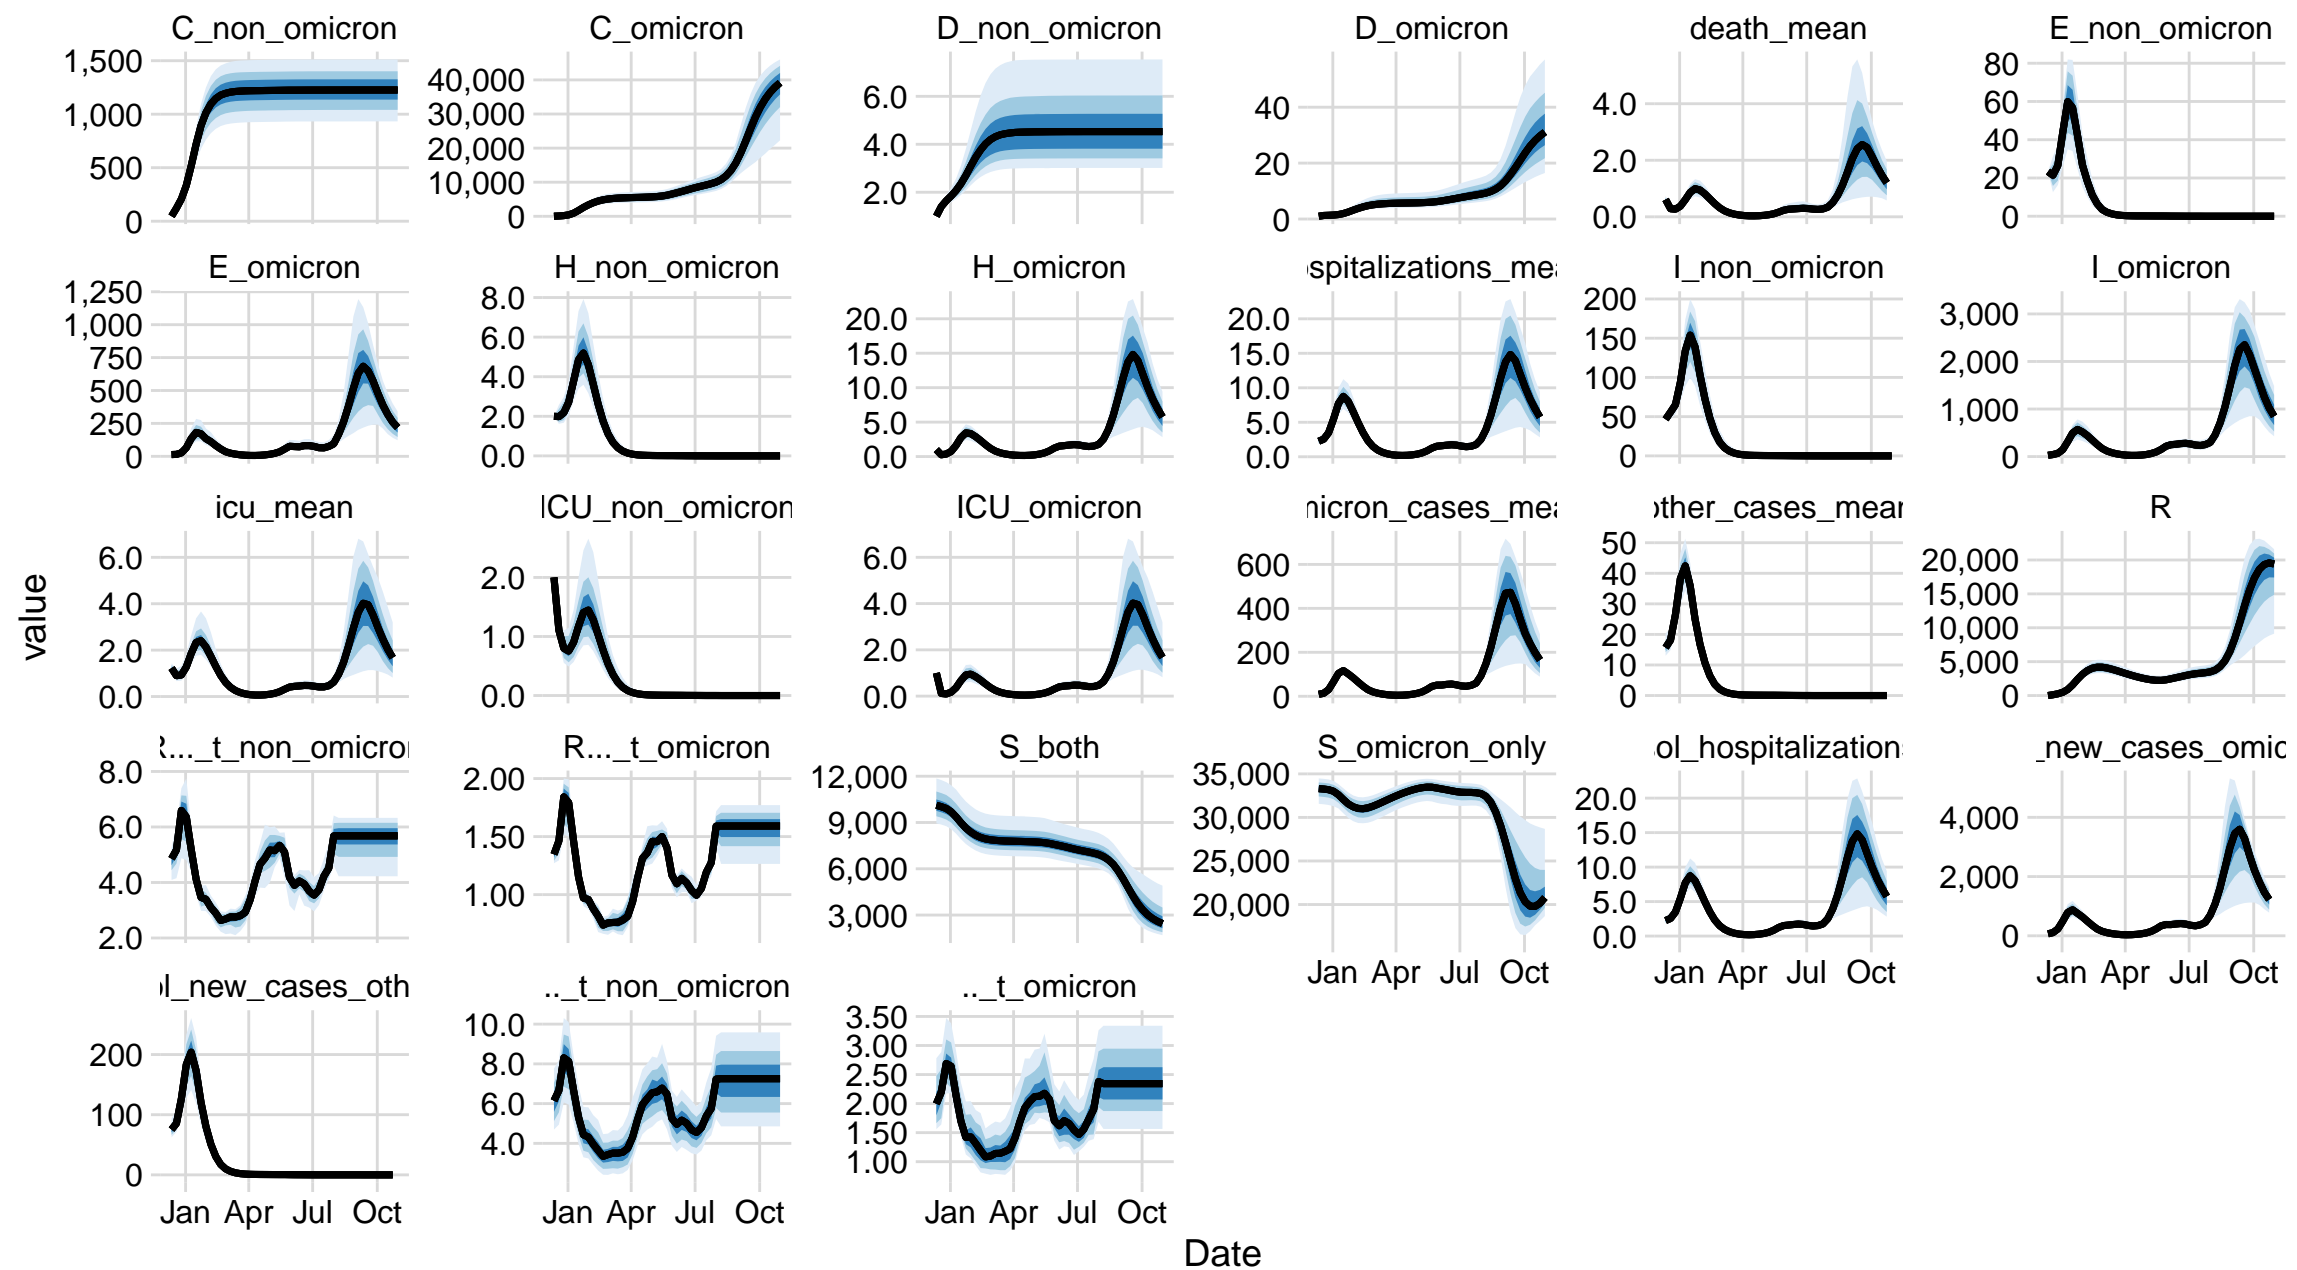 C_non_omicron C_omicron D_non_omicron D_omicron death_mean E_non_omicron
1,500 1,000 500 0
40,000 30,000 20,000 10,000 0
6.0 4.0 2.0
40 20 0
4.0 2.0 0.0
80 60 40 20 0
E_omicron H_non_omicron H_omicron spitalizations_mea I_non_omicron I_omicron
1,250 1,000 750 500 250 0
8.0 6.0 4.0 2.0 0.0
20.0 15.0 10.0 5.0 0.0
20.0 15.0 10.0 5.0 0.0
200 150 100 50 0
3,000 2,000 1,000 0
icu_mean ICU_non_omicron ICU_omicron nicron_cases_mea other_cases_mean R
6.0 4.0 2.0 0.0
2.0 1.0 0.0
6.0 4.0 2.0 0.0
600 400 200 0
50 40 30 20 10 0
20,000 15,000 10,000 5,000 0
value
R..._t_non_omicron R..._t_omicron S_both S_omicron_only ol_hospitalizations _new_cases_omic
8.0 6.0 4.0 2.0
2.00 1.50 1.00
12,000 9,000 6,000 3,000
35,000 30,000 25,000 20,000
20.0 15.0 10.0 5.0 0.0
4,000 2,000 0
Jan Apr Jul Oct Jan Apr Jul Oct Jan Apr Jul Oct
l_new_cases_oth .._t_non_omicron .._t_omicron
200 100 0
10.0 8.0 6.0 4.0
3.50 3.00 2.50 2.00 1.50 1.00
Jan Apr Jul Oct Jan Apr Jul Oct Jan Apr Jul Oct
Date